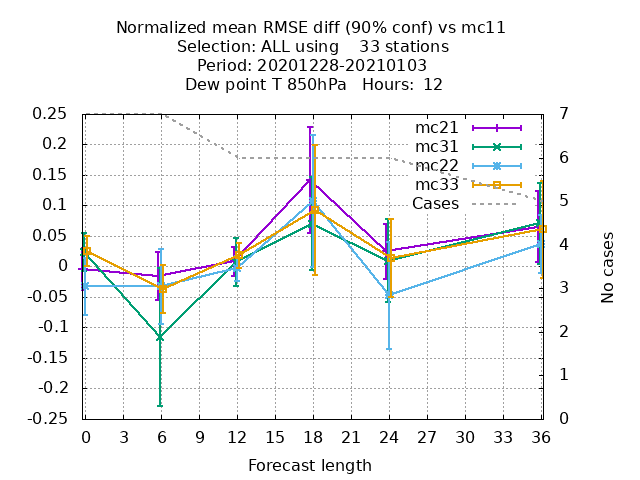 Normalized mean RMSE diff (90% conf) vs mc11
Selection: ALL using    33 stations
Period: 20201228-20210103
Dew point T 850hPa   Hours:  12
0.25
0.2
0.15
0.1
0.05
0
-0.05
-0.1
-0.15
-0.2
-0.25
7
6
5
4
3
2
1
0
mc21
mc31
mc22
mc33
Cases
No cases
0 3 6 9 12 15 18 21 24 27 30 33 36
Forecast length